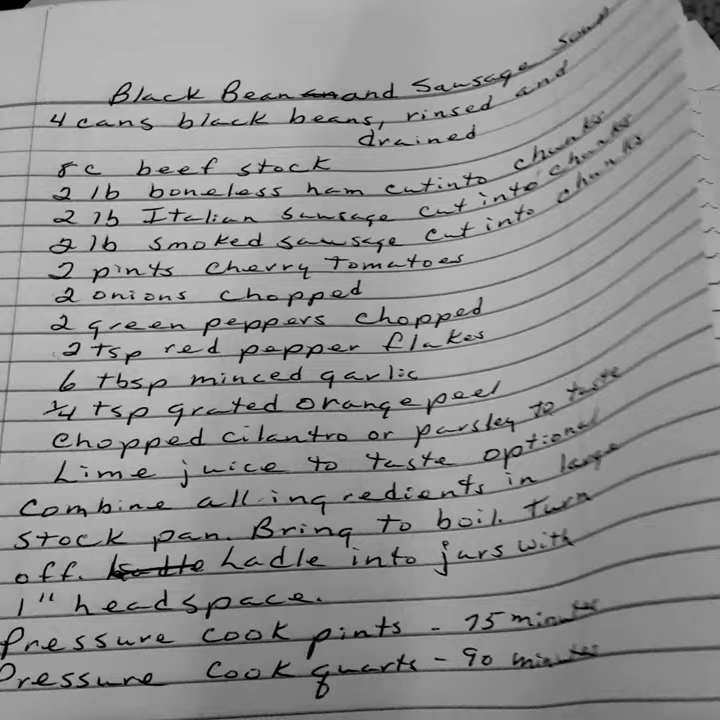 Black Bean and Sausage Soup
4 cans black beans, rinsed and
drained
8c beef stock
2 lb boneless ham cut into chunks
2 lb Italian sausage cut into chunks
2 lb smoked sausage cut into chunks
2 pints cherry tomatoes
2 onions chopped
2 green peppers chopped
2 tsp red pepper flakes
6 tbsp minced garlic
1/4 tsp grated orange peel
Chopped cilantro or parsley to taste
Lime juice to taste optional
Combine all ingredients in large
stock pan. Bring to boil. Turn
off. Ladle into jars with
1" headspace.
Pressure cook pints - 75 minutes
Pressure cook quarts - 90 minutes